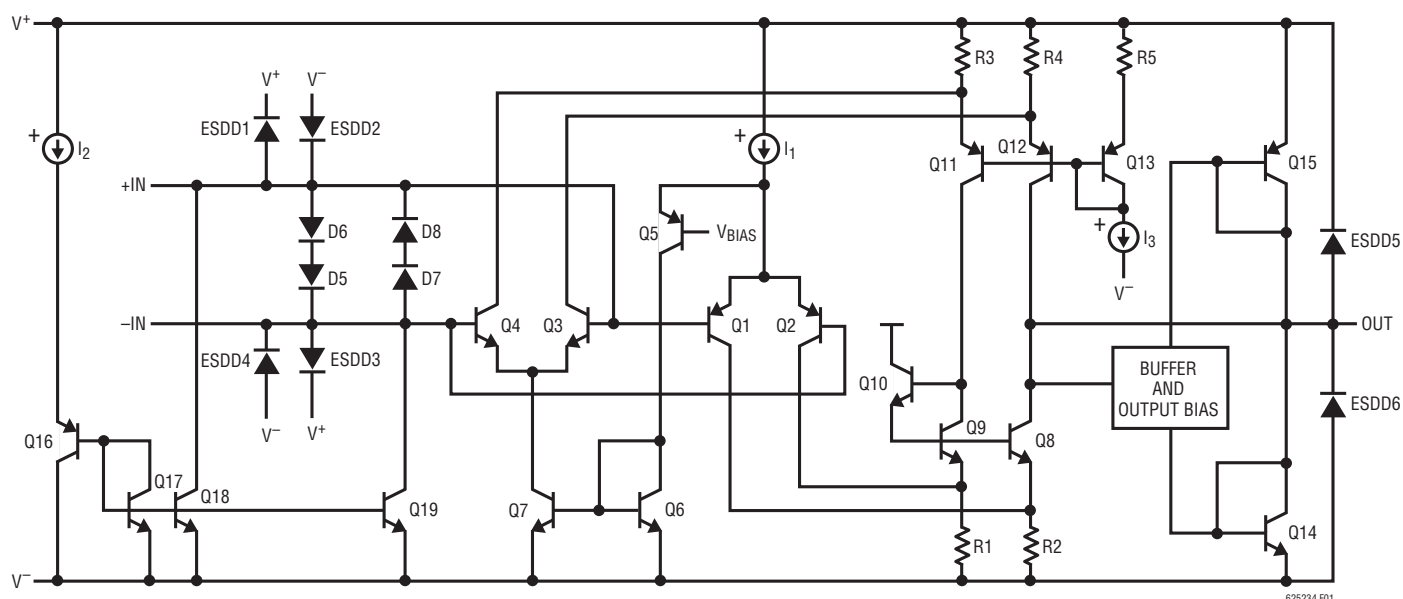 V+
R3
R4
R5
V+
V−
ESDD1
ESDD2
+
I2
+
I1
Q11
Q12
Q13
Q15
+IN
D6
D8
Q5
VBIAS
+
I3
V−
ESDD5
D5
D7
−IN
Q4
Q3
Q1
Q2
OUT
ESDD4
ESDD3
Q10
BUFFER
AND
OUTPUT BIAS
ESDD6
V−
V+
Q16
Q9
Q8
Q17
Q18
Q19
Q7
Q6
R1
R2
Q14
V−
625234 F01